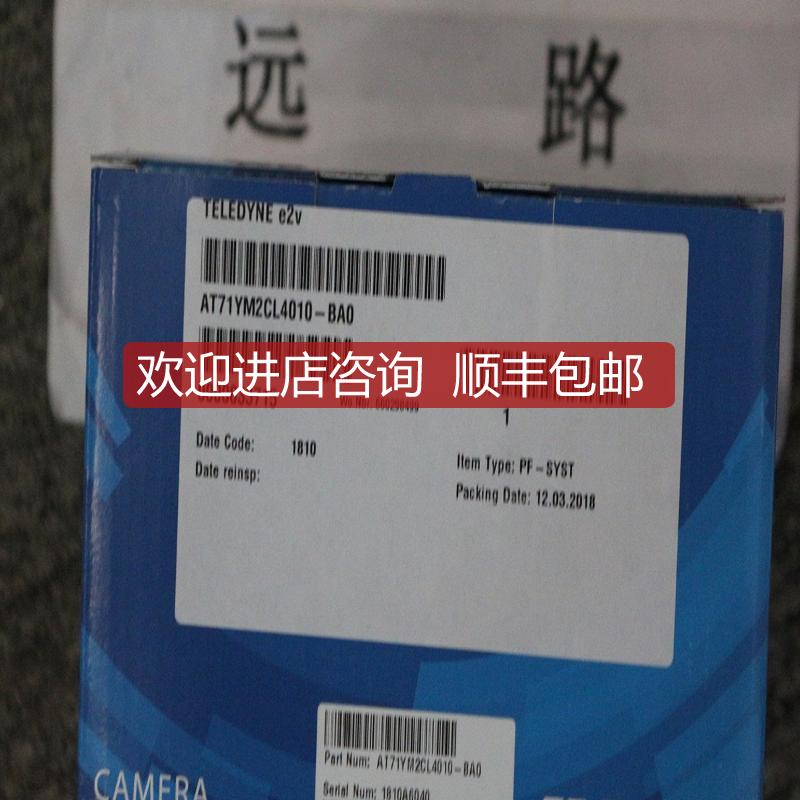 远 路
TELEDYNE e2v
AT71YM2CL4010-BA0
欢迎进店咨询 顺丰包邮
1
Date Code: 1810
Date reinsp:
Item Type: PF-SYST
Packing Date: 12.03.2018
Part Num: AT71YM2CL4010-BA0
Serial Num: 1810A6040
CAMERA